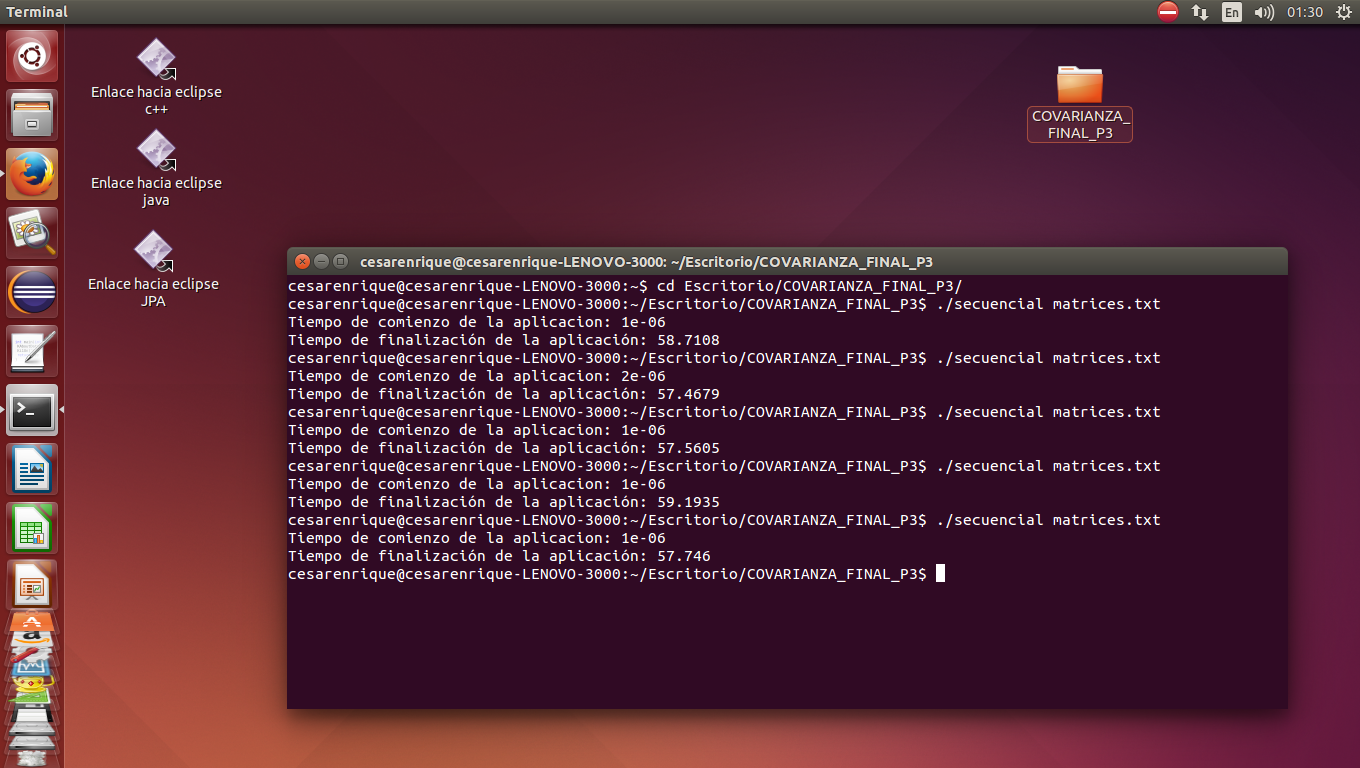 Terminal
En
01:30
Enlace hacia eclipse
c++
Enlace hacia eclipse
java
Enlace hacia eclipse
JPA
COVARIANZA_
FINAL_P3
cesarenrique@cesarenrique-LENOVO-3000: ~/Escritorio/COVARIANZA_FINAL_P3
cesarenrique@cesarenrique-LENOVO-3000:~$ cd Escritorio/COVARIANZA_FINAL_P3/
cesarenrique@cesarenrique-LENOVO-3000:~/Escritorio/COVARIANZA_FINAL_P3$ ./secuencial matrices.txt
Tiempo de comienzo de la aplicacion: 1e-06
Tiempo de finalización de la aplicación: 58.7108
cesarenrique@cesarenrique-LENOVO-3000:~/Escritorio/COVARIANZA_FINAL_P3$ ./secuencial matrices.txt
Tiempo de comienzo de la aplicacion: 2e-06
Tiempo de finalización de la aplicación: 57.4679
cesarenrique@cesarenrique-LENOVO-3000:~/Escritorio/COVARIANZA_FINAL_P3$ ./secuencial matrices.txt
Tiempo de comienzo de la aplicacion: 1e-06
Tiempo de finalización de la aplicación: 57.5605
cesarenrique@cesarenrique-LENOVO-3000:~/Escritorio/COVARIANZA_FINAL_P3$ ./secuencial matrices.txt
Tiempo de comienzo de la aplicacion: 1e-06
Tiempo de finalización de la aplicación: 59.1935
cesarenrique@cesarenrique-LENOVO-3000:~/Escritorio/COVARIANZA_FINAL_P3$ ./secuencial matrices.txt
Tiempo de comienzo de la aplicacion: 1e-06
Tiempo de finalización de la aplicación: 57.746
cesarenrique@cesarenrique-LENOVO-3000:~/Escritorio/COVARIANZA_FINAL_P3$